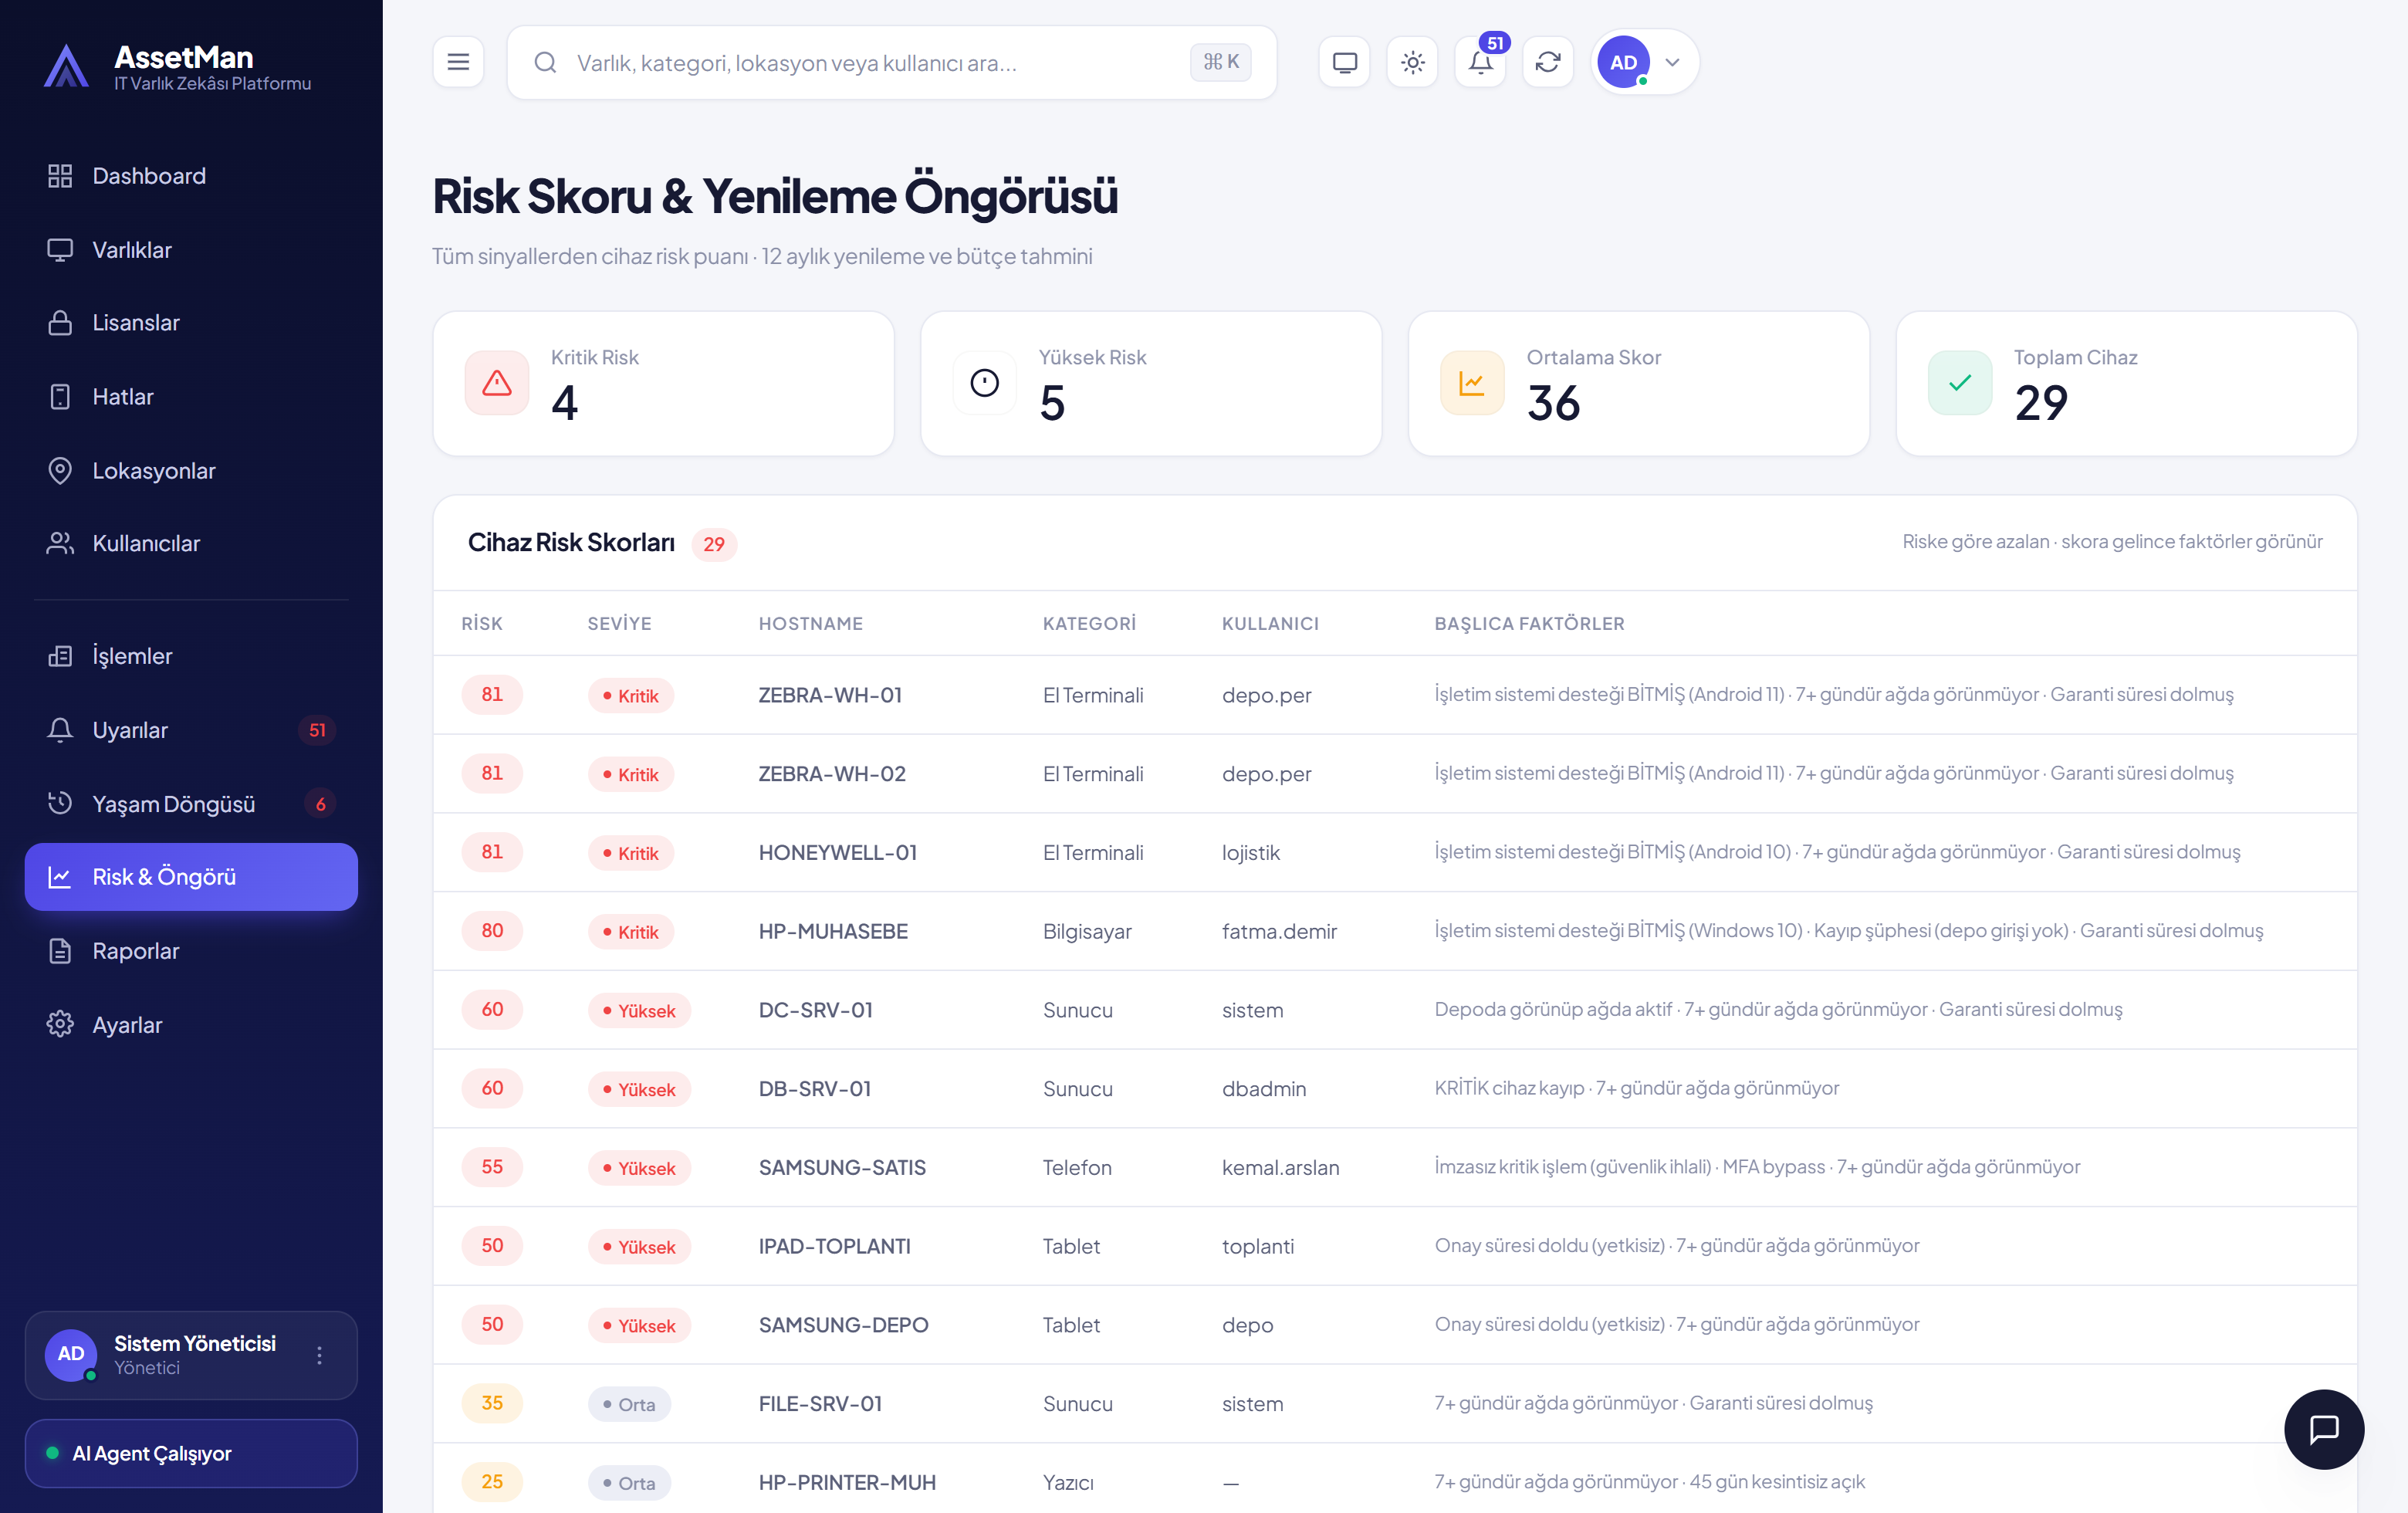 AssetMan
IT Varlık Zekâsı Platformu
Dashboard
Varlıklar
Lisanslar
Hatlar
Lokasyonlar
Kullanıcılar
İşlemler
Uyarılar 51
Yaşam Döngüsü 6
Risk & Öngörü
Raporlar
Ayarlar
AD Sistem Yöneticisi
Yönetici
AI Agent Çalışıyor
Varlık, kategori, lokasyon veya kullanıcı ara... ⌘ K
51
AD
Risk Skoru & Yenileme Öngörüsü
Tüm sinyallerden cihaz risk puanı · 12 aylık yenileme ve bütçe tahmini
Kritik Risk
4
Yüksek Risk
5
Ortalama Skor
36
Toplam Cihaz
29
Cihaz Risk Skorları 29 Riske göre azalan · skora gelince faktörler görünür
RİSK SEVİYE HOSTNAME KATEGORİ KULLANICI BAŞLICA FAKTÖRLER
81 Kritik ZEBRA-WH-01 El Terminali depo.per İşletim sistemi desteği BİTMİŞ (Android 11) · 7+ gündür ağda görünmüyor · Garanti süresi dolmuş
81 Kritik ZEBRA-WH-02 El Terminali depo.per İşletim sistemi desteği BİTMİŞ (Android 11) · 7+ gündür ağda görünmüyor · Garanti süresi dolmuş
81 Kritik HONEYWELL-01 El Terminali lojistik İşletim sistemi desteği BİTMİŞ (Android 10) · 7+ gündür ağda görünmüyor · Garanti süresi dolmuş
80 Kritik HP-MUHASEBE Bilgisayar fatma.demir İşletim sistemi desteği BİTMİŞ (Windows 10) · Kayıp şüphesi (depo girişi yok) · Garanti süresi dolmuş
60 Yüksek DC-SRV-01 Sunucu sistem Depoda görünüp ağda aktif · 7+ gündür ağda görünmüyor · Garanti süresi dolmuş
60 Yüksek DB-SRV-01 Sunucu dbadmin KRİTİK cihaz kayıp · 7+ gündür ağda görünmüyor
55 Yüksek SAMSUNG-SATIS Telefon kemal.arslan İmzasız kritik işlem (güvenlik ihlali) · MFA bypass · 7+ gündür ağda görünmüyor
50 Yüksek IPAD-TOPLANTI Tablet toplanti Onay süresi doldu (yetkisiz) · 7+ gündür ağda görünmüyor
50 Yüksek SAMSUNG-DEPO Tablet depo Onay süresi doldu (yetkisiz) · 7+ gündür ağda görünmüyor
35 Orta FILE-SRV-01 Sunucu sistem 7+ gündür ağda görünmüyor · Garanti süresi dolmuş
25 Orta HP-PRINTER-MUH Yazıcı — 7+ gündür ağda görünmüyor · 45 gün kesintisiz açık